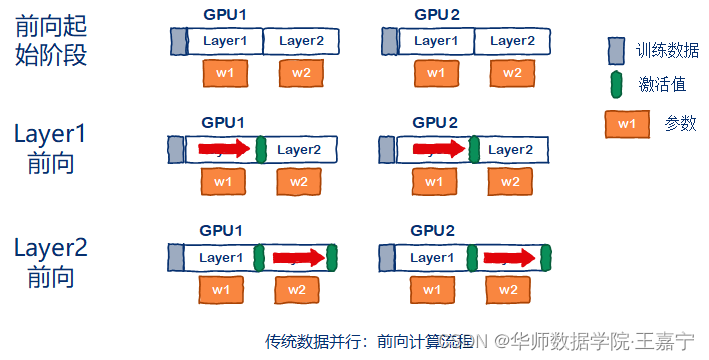 前向起
始阶段
GPU1
GPU2
Layer1
Layer2
Layer1
Layer2
w1
w2
w1
w2
训练数据
激活值
w1
参数
Layer1
前向
GPU1
GPU2
Layer2
Layer2
w1
w2
w1
w2
Layer2
前向
GPU1
GPU2
Layer1
Layer1
w1
w2
w1
w2
传统数据并行：前向计算流程
CSDN @华师数据学院·王嘉宁